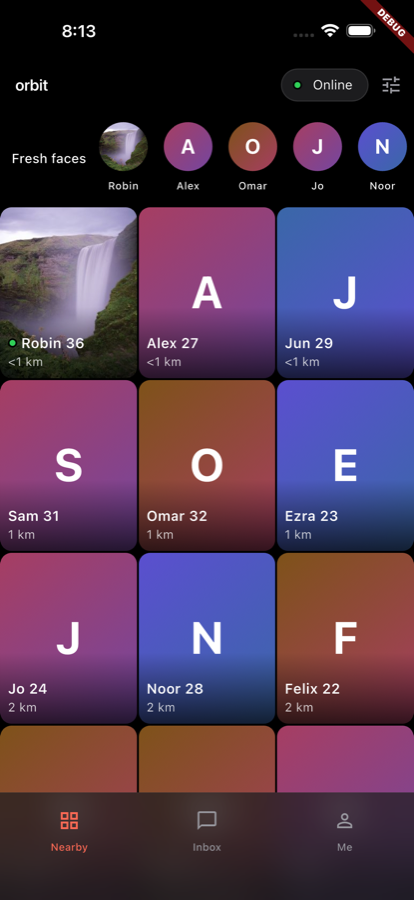 8:13
DEBUG
orbit
Online
Fresh faces
A
O
J
N
Robin
Alex
Omar
Jo
Noor
A
J
Robin 36
Alex 27
Jun 29
<1 km
<1 km
<1 km
S
O
E
Sam 31
Omar 32
Ezra 23
1 km
1 km
1 km
J
N
F
Jo 24
Noor 28
Felix 22
2 km
2 km
2 km
Nearby
Inbox
Me